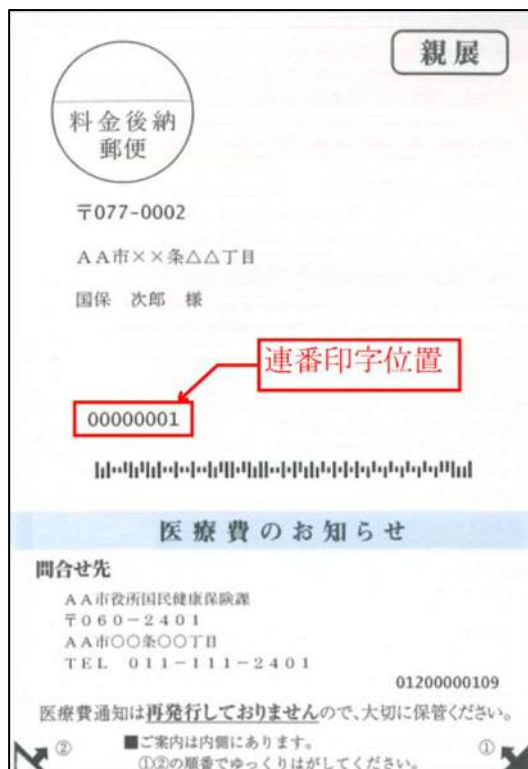 親展
料金後納
郵便
〒077-0002
AA市××条△△丁目
国保 次郎 様
連番印字位置
00000001
医療費のお知らせ
問合せ先
AA市役所国民健康保険課
〒060-2401
AA市〇〇条〇〇丁目
TEL 011-111-2401
01200000109
医療費通知は再発行しておりませんので、大切に保管ください。
② ■ご案内は内側にあります。 ①
①②の順番でゆっくりはがしてください。